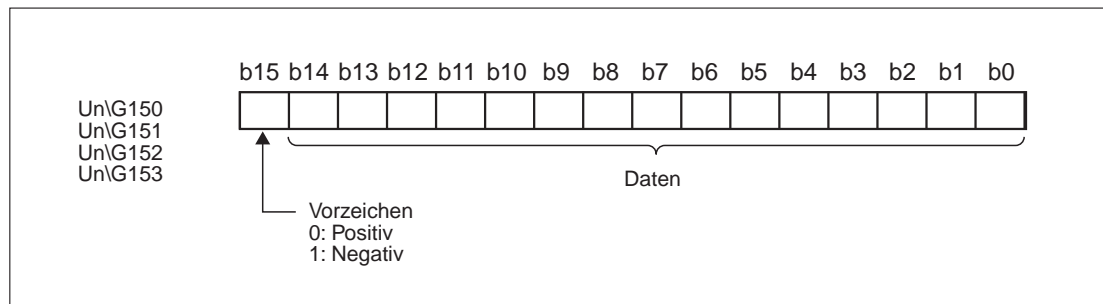 b15 b14 b13 b12 b11 b10 b9 b8 b7 b6 b5 b4 b3 b2 b1 b0
Un\G150
Un\G151
Un\G152
Un\G153
Daten
Vorzeichen
0: Positiv
1: Negativ